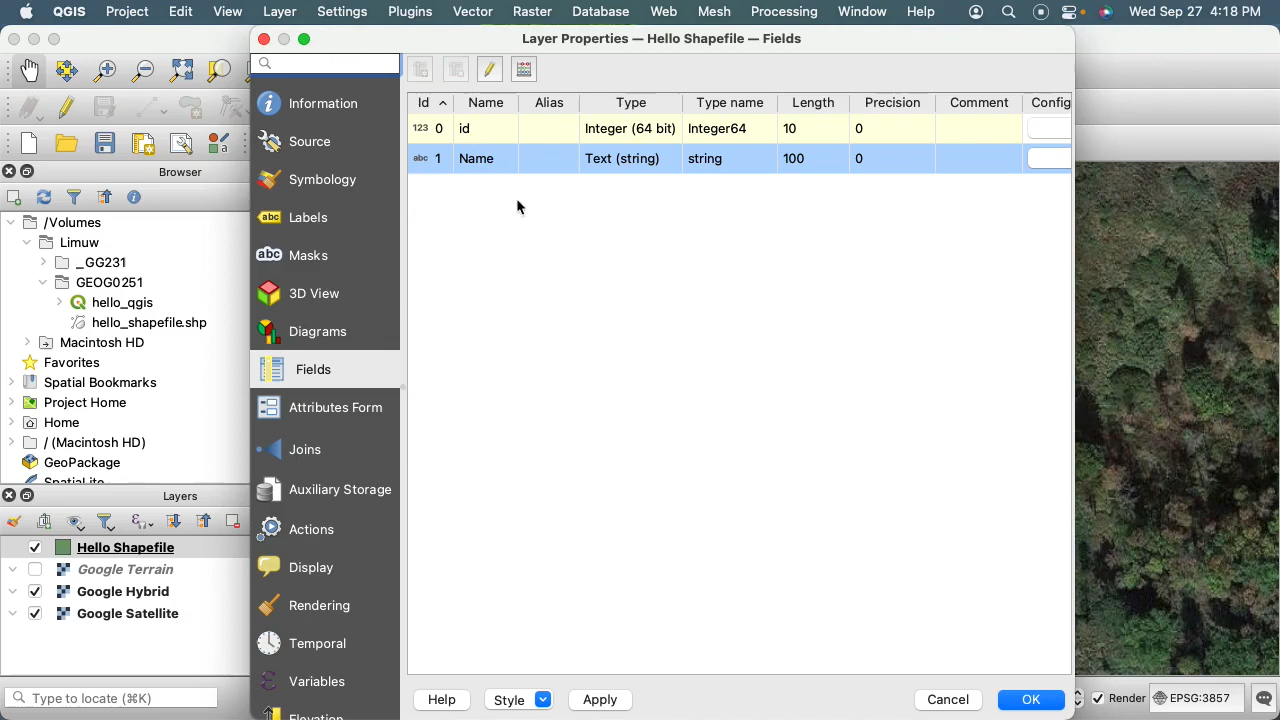 QGIS Project Edit View Layer Settings Plugins Vector Raster Database Web Mesh Processing Window Help Wed Sep 27 4:18 PM
Layer Properties — Hello Shapefile — Fields
Information
Source
Symbology
Labels
Masks
3D View
Diagrams
Fields
Attributes Form
Joins
Auxiliary Storage
Actions
Display
Rendering
Temporal
Variables
Elevation
Id Name Alias Type Type name Length Precision Comment Config
123 0 id Integer (64 bit) Integer64 10 0
abc 1 Name Text (string) string 100 0
Help Style Apply Cancel OK
Browser
/Volumes
Limuw
_GG231
GEOG0251
hello_qgis
hello_shapefile.shp
Macintosh HD
Favorites
Spatial Bookmarks
Project Home
Home
/ (Macintosh HD)
GeoPackage
SpatiaLite
Layers
Hello Shapefile
Google Terrain
Google Hybrid
Google Satellite
Type to locate (⌘K)
Render EPSG:3857